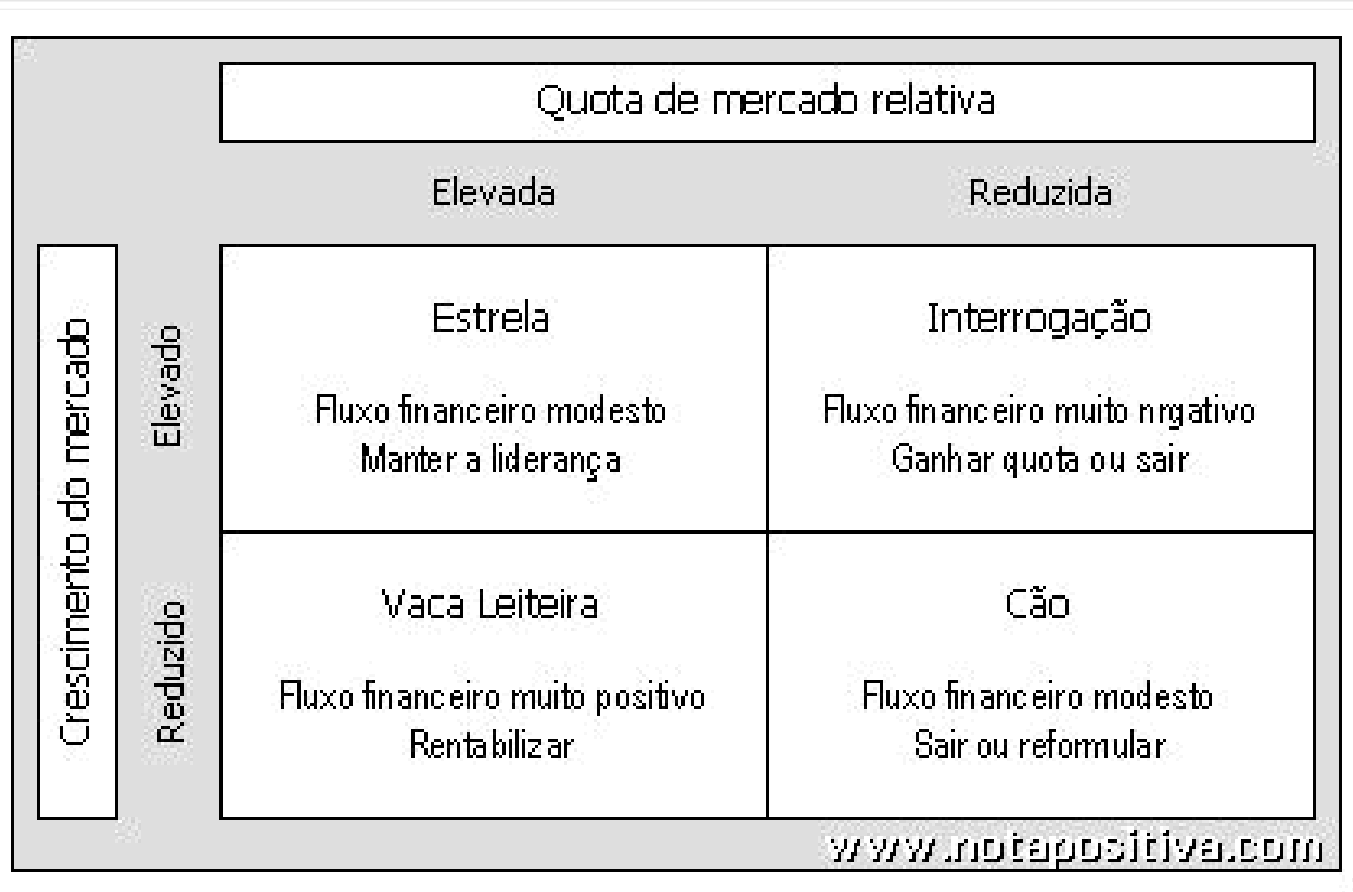 Quota de mercado relativa
Elevada
Reduzida
Crescimento do mercado
Elevado
Estrela
Fluxo financeiro modesto
Manter a liderança
Interrogação
Fluxo financeiro muito nrgativo
Ganhar quota ou sair
Reduzido
Vaca Leiteira
Fluxo financeiro muito positivo
Rentabilizar
Cão
Fluxo financeiro modesto
Sair ou reformular
www.notapositiva.com